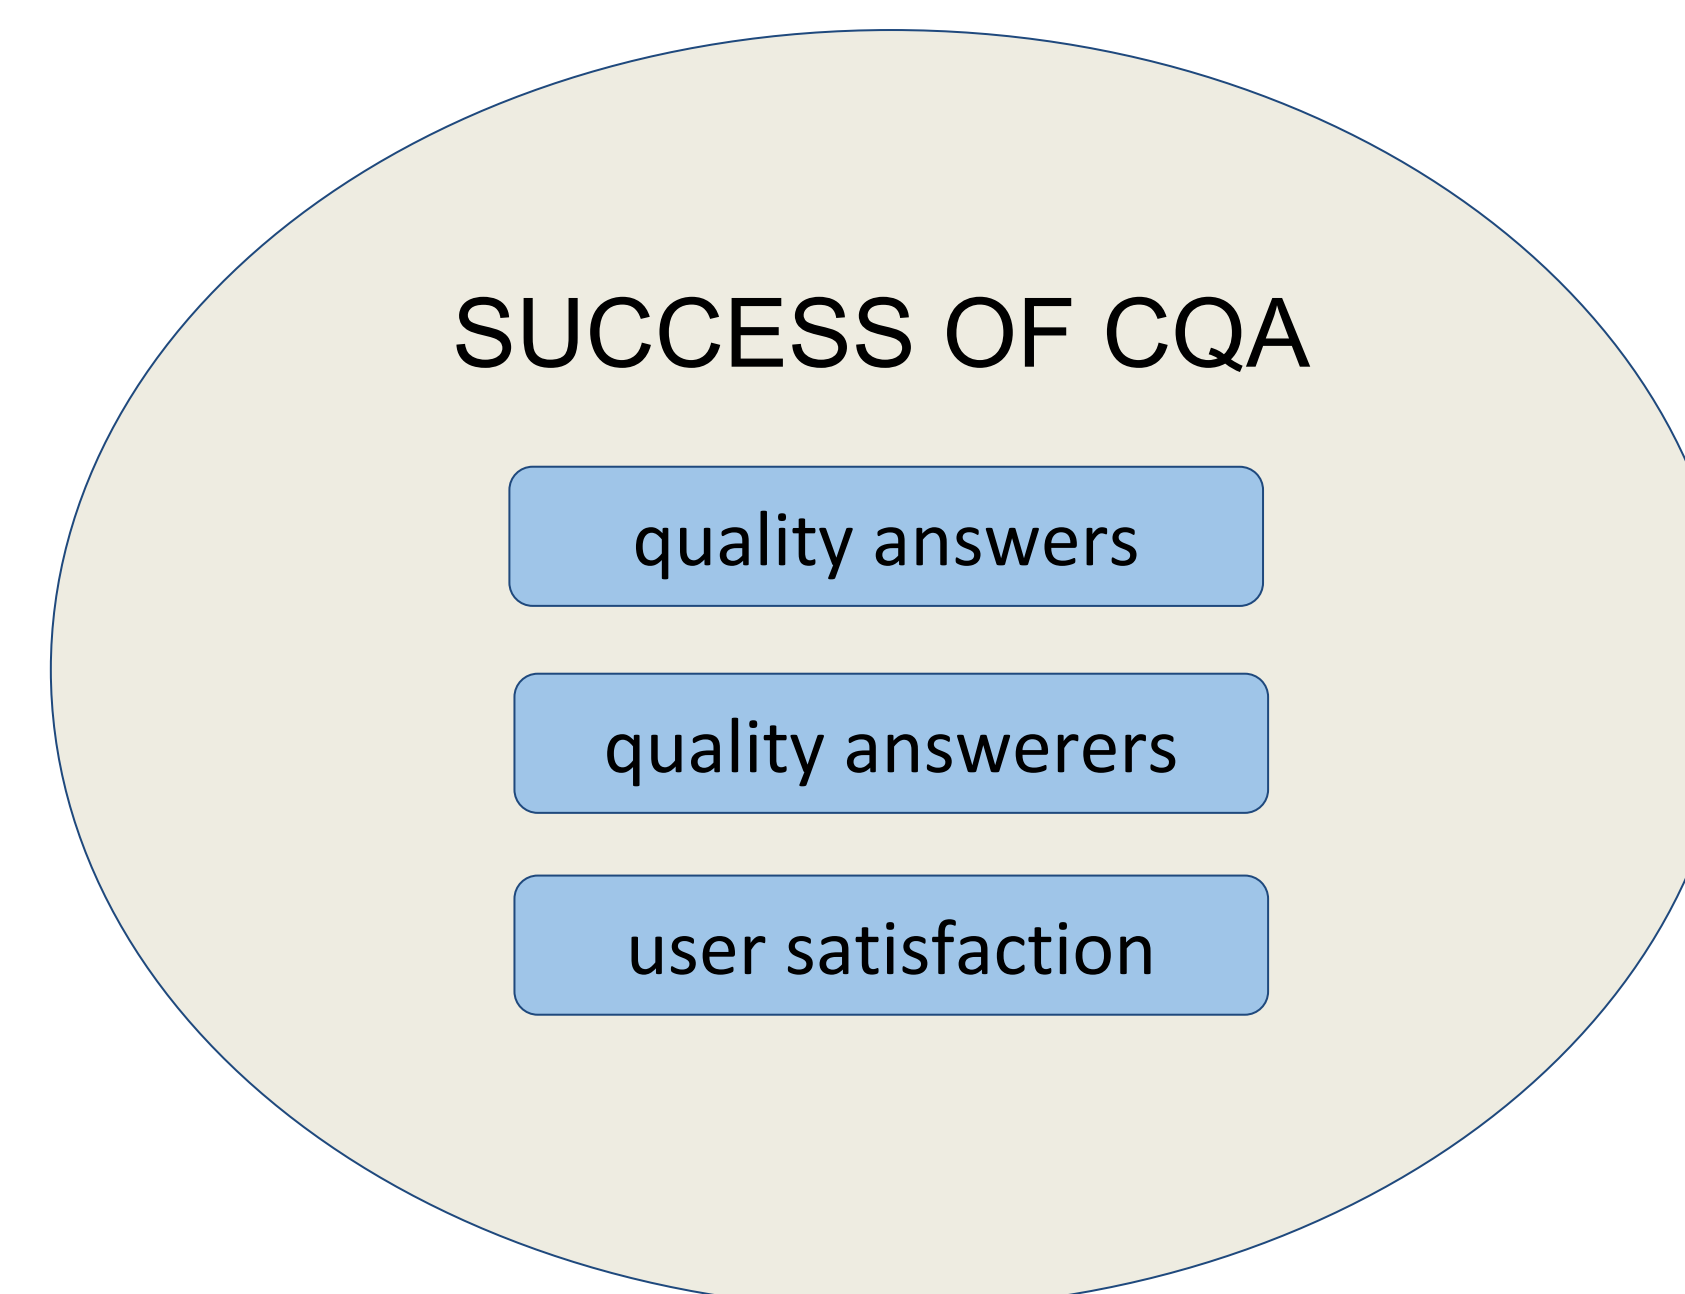 SUCCESS OF CQA
quality answers
quality answerers
user satisfaction